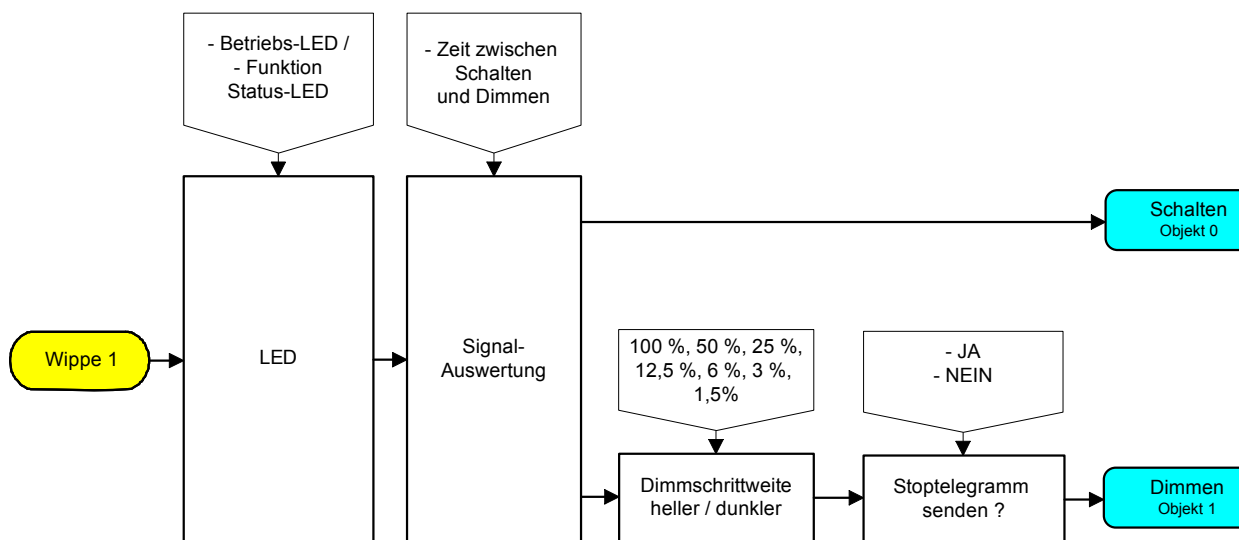 - Betriebs-LED /
- Funktion
Status-LED
- Zeit zwischen
Schalten
und Dimmen
Schalten
Objekt 0
Wippe 1
LED
Signal-
Auswertung
100 %, 50 %, 25 %,
12,5 %, 6 %, 3 %,
1,5%
- JA
- NEIN
Dimmschrittweite
heller / dunkler
Stoptelegramm
senden ?
Dimmen
Objekt 1